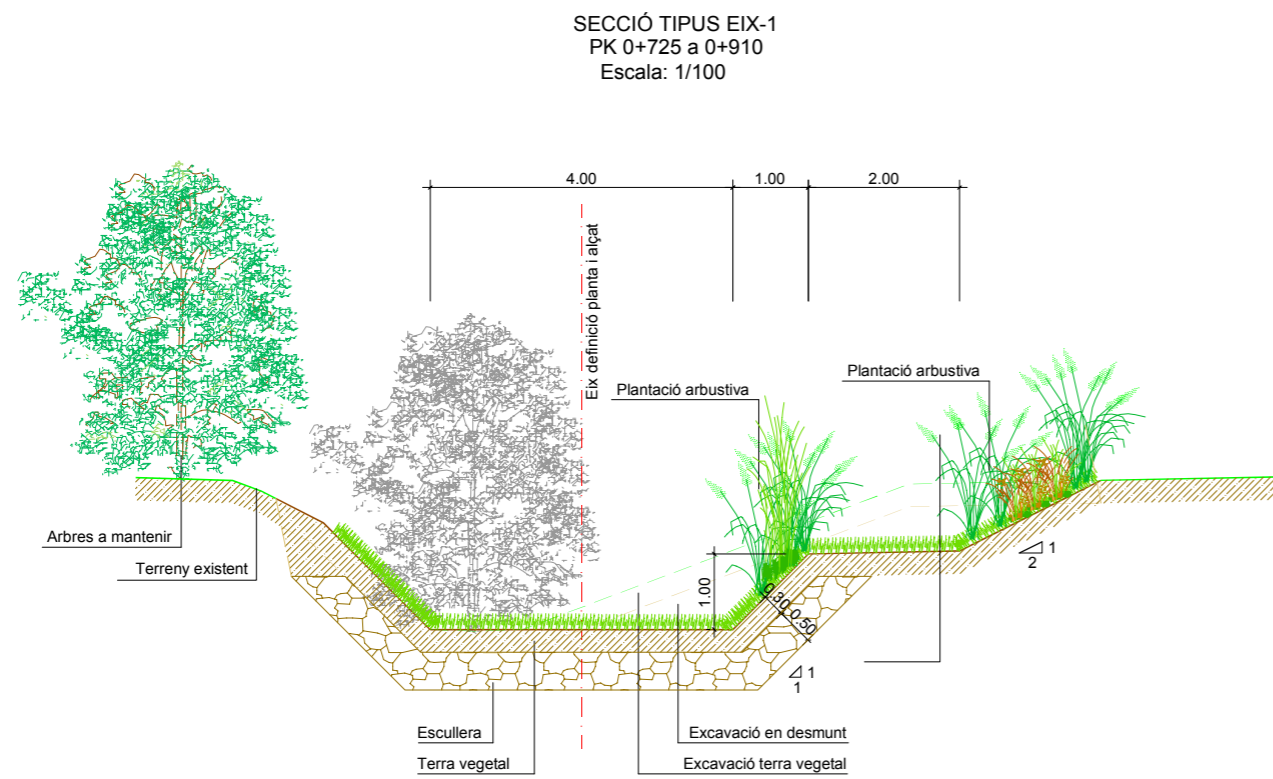 SECCIÓ TIPUS EIX-1
PK 0+725 a 0+910
Escala: 1/100
4.00
1.00
2.00
Eix definició planta i alçat
Plantació arbustiva
Plantació arbustiva
Arbres a mantenir
Terreny existent
1.00
0.30
0.50
1
2
1
1
Escullera
Excavació en desmunt
Terra vegetal
Excavació terra vegetal